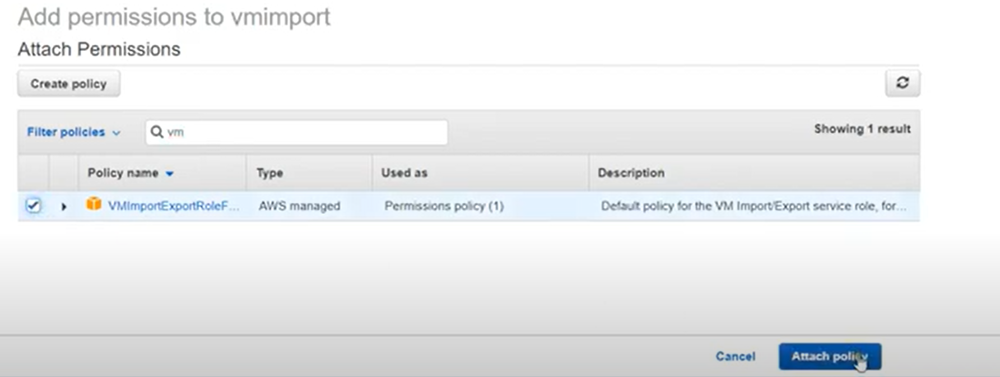 Add permissions to vmimport
Attach Permissions
Create policy
Filter policies vm Showing 1 result
Policy name Type Used as Description
VMImportExportRoleF... AWS managed Permissions policy (1) Default policy for the VM Import/Export service role, for...
Cancel Attach policy